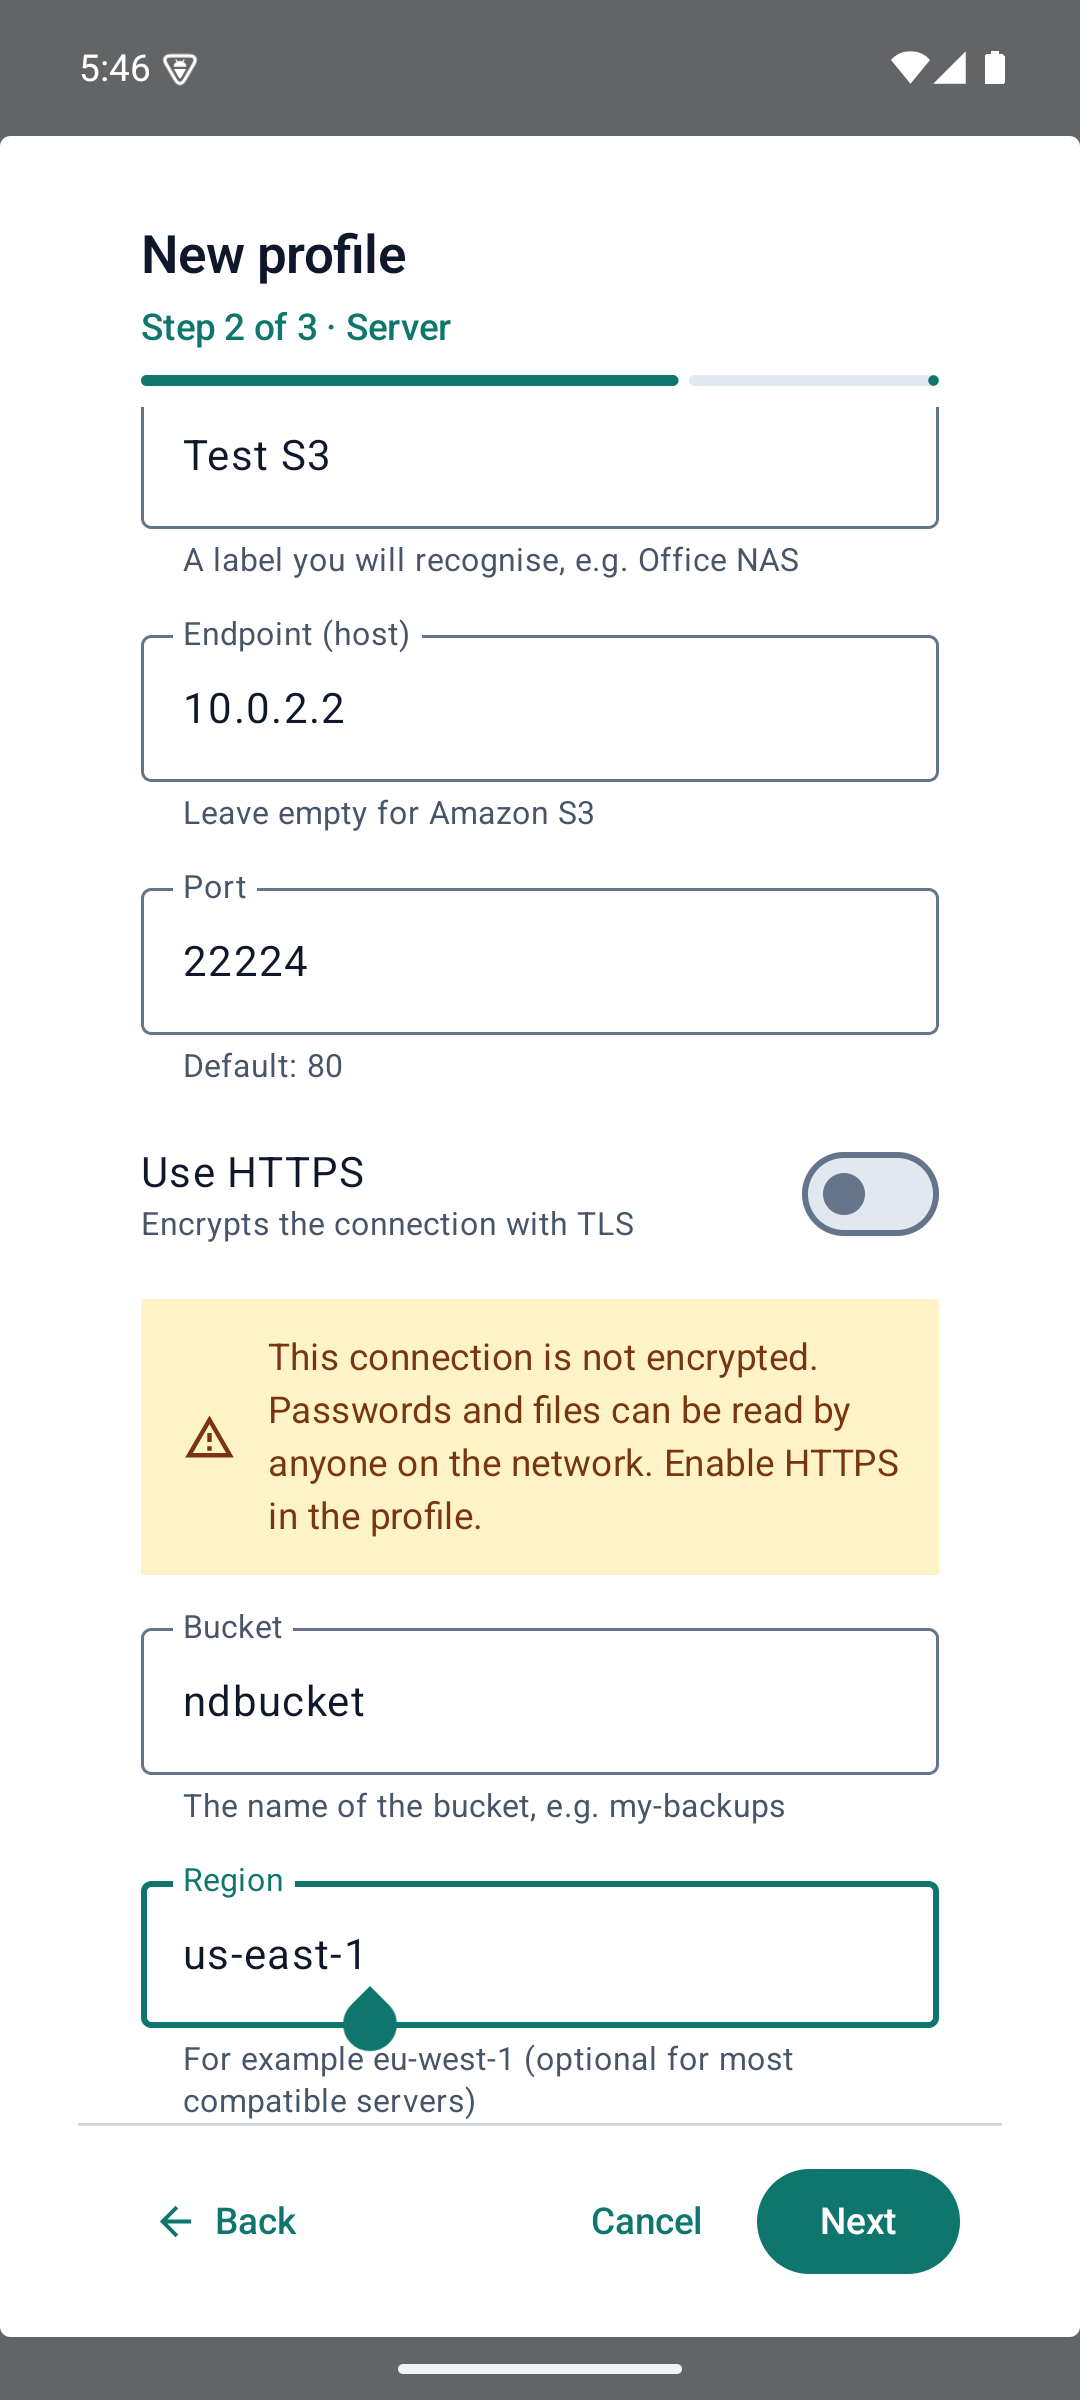 5:46
New profile
Step 2 of 3 · Server
Test S3
A label you will recognise, e.g. Office NAS
Endpoint (host)
10.0.2.2
Leave empty for Amazon S3
Port
22224
Default: 80
Use HTTPS
Encrypts the connection with TLS
This connection is not encrypted.
Passwords and files can be read by
anyone on the network. Enable HTTPS
in the profile.
Bucket
ndbucket
The name of the bucket, e.g. my-backups
Region
us-east-1
For example eu-west-1 (optional for most
compatible servers)
Back
Cancel
Next